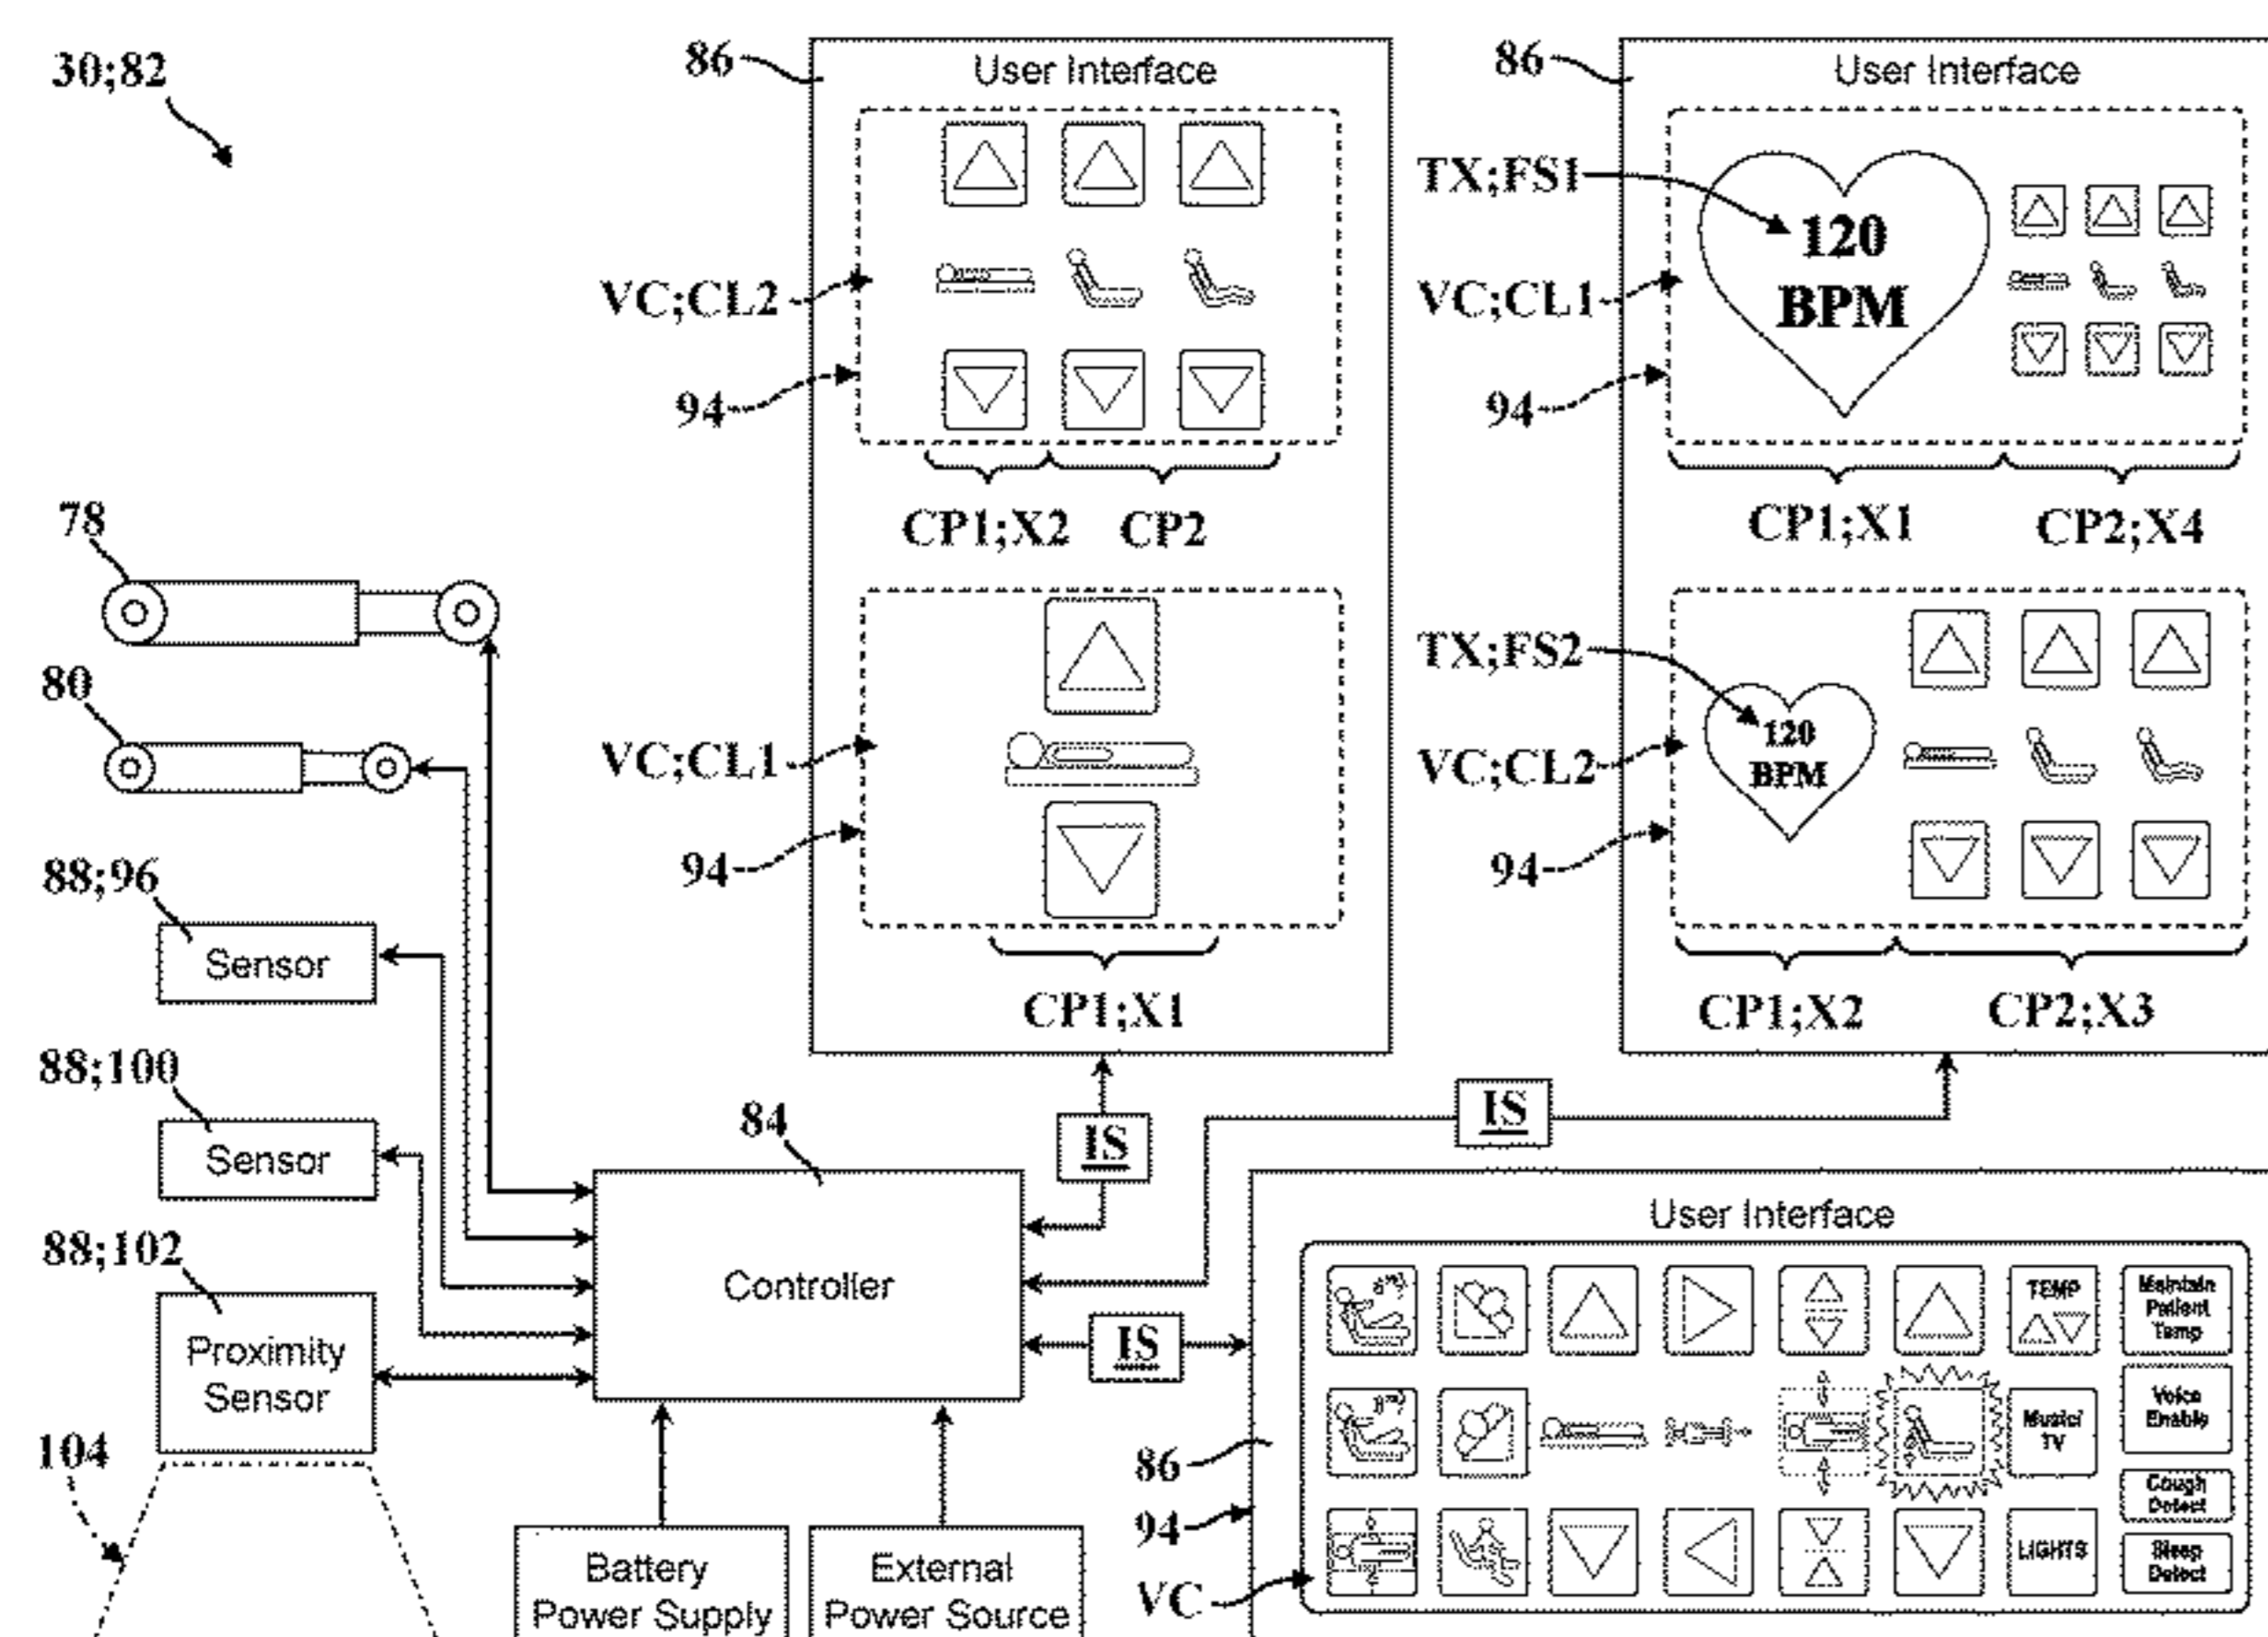 30;82
86
User Interface
VC;CL2
94
CP1;X2
CP2
VC;CL1
94
CP1;X1
86
User Interface
TX;FS1
120
BPM
VC;CL1
94
CP1;X1
CP2;X4
TX;FS2
120
BPM
VC;CL2
94
CP1;X2
CP2;X3
78
80
88;96
Sensor
88;100
Sensor
88;102
Proximity
Sensor
104
84
Controller
IS
IS
IS
Battery
Power Supply
External
Power Source
User Interface
86
94
VC
TEMP
Maintain
Patient
Temp
Music/
TV
Voice
Enable
Cough
Detect
LIGHTS
Sleep
Detect